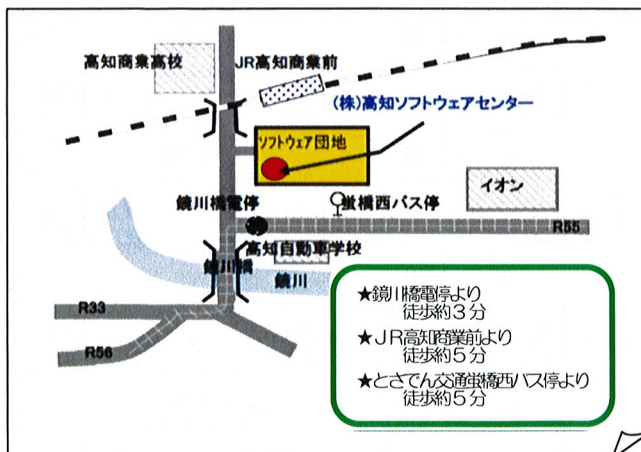 高知商業高校
JR高知商業前
(株)高知ソフトウェアセンター
ソフトウェア団地
イオン
鏡川橋電停
蛍橋西バス停
R55
高知自動車学校
鏡川橋
鏡川
R33
R56
★鏡川橋電停より
徒歩約3分
★JR高知商業前より
徒歩約5分
★とさでん交通蛍橋西バス停より
徒歩約5分